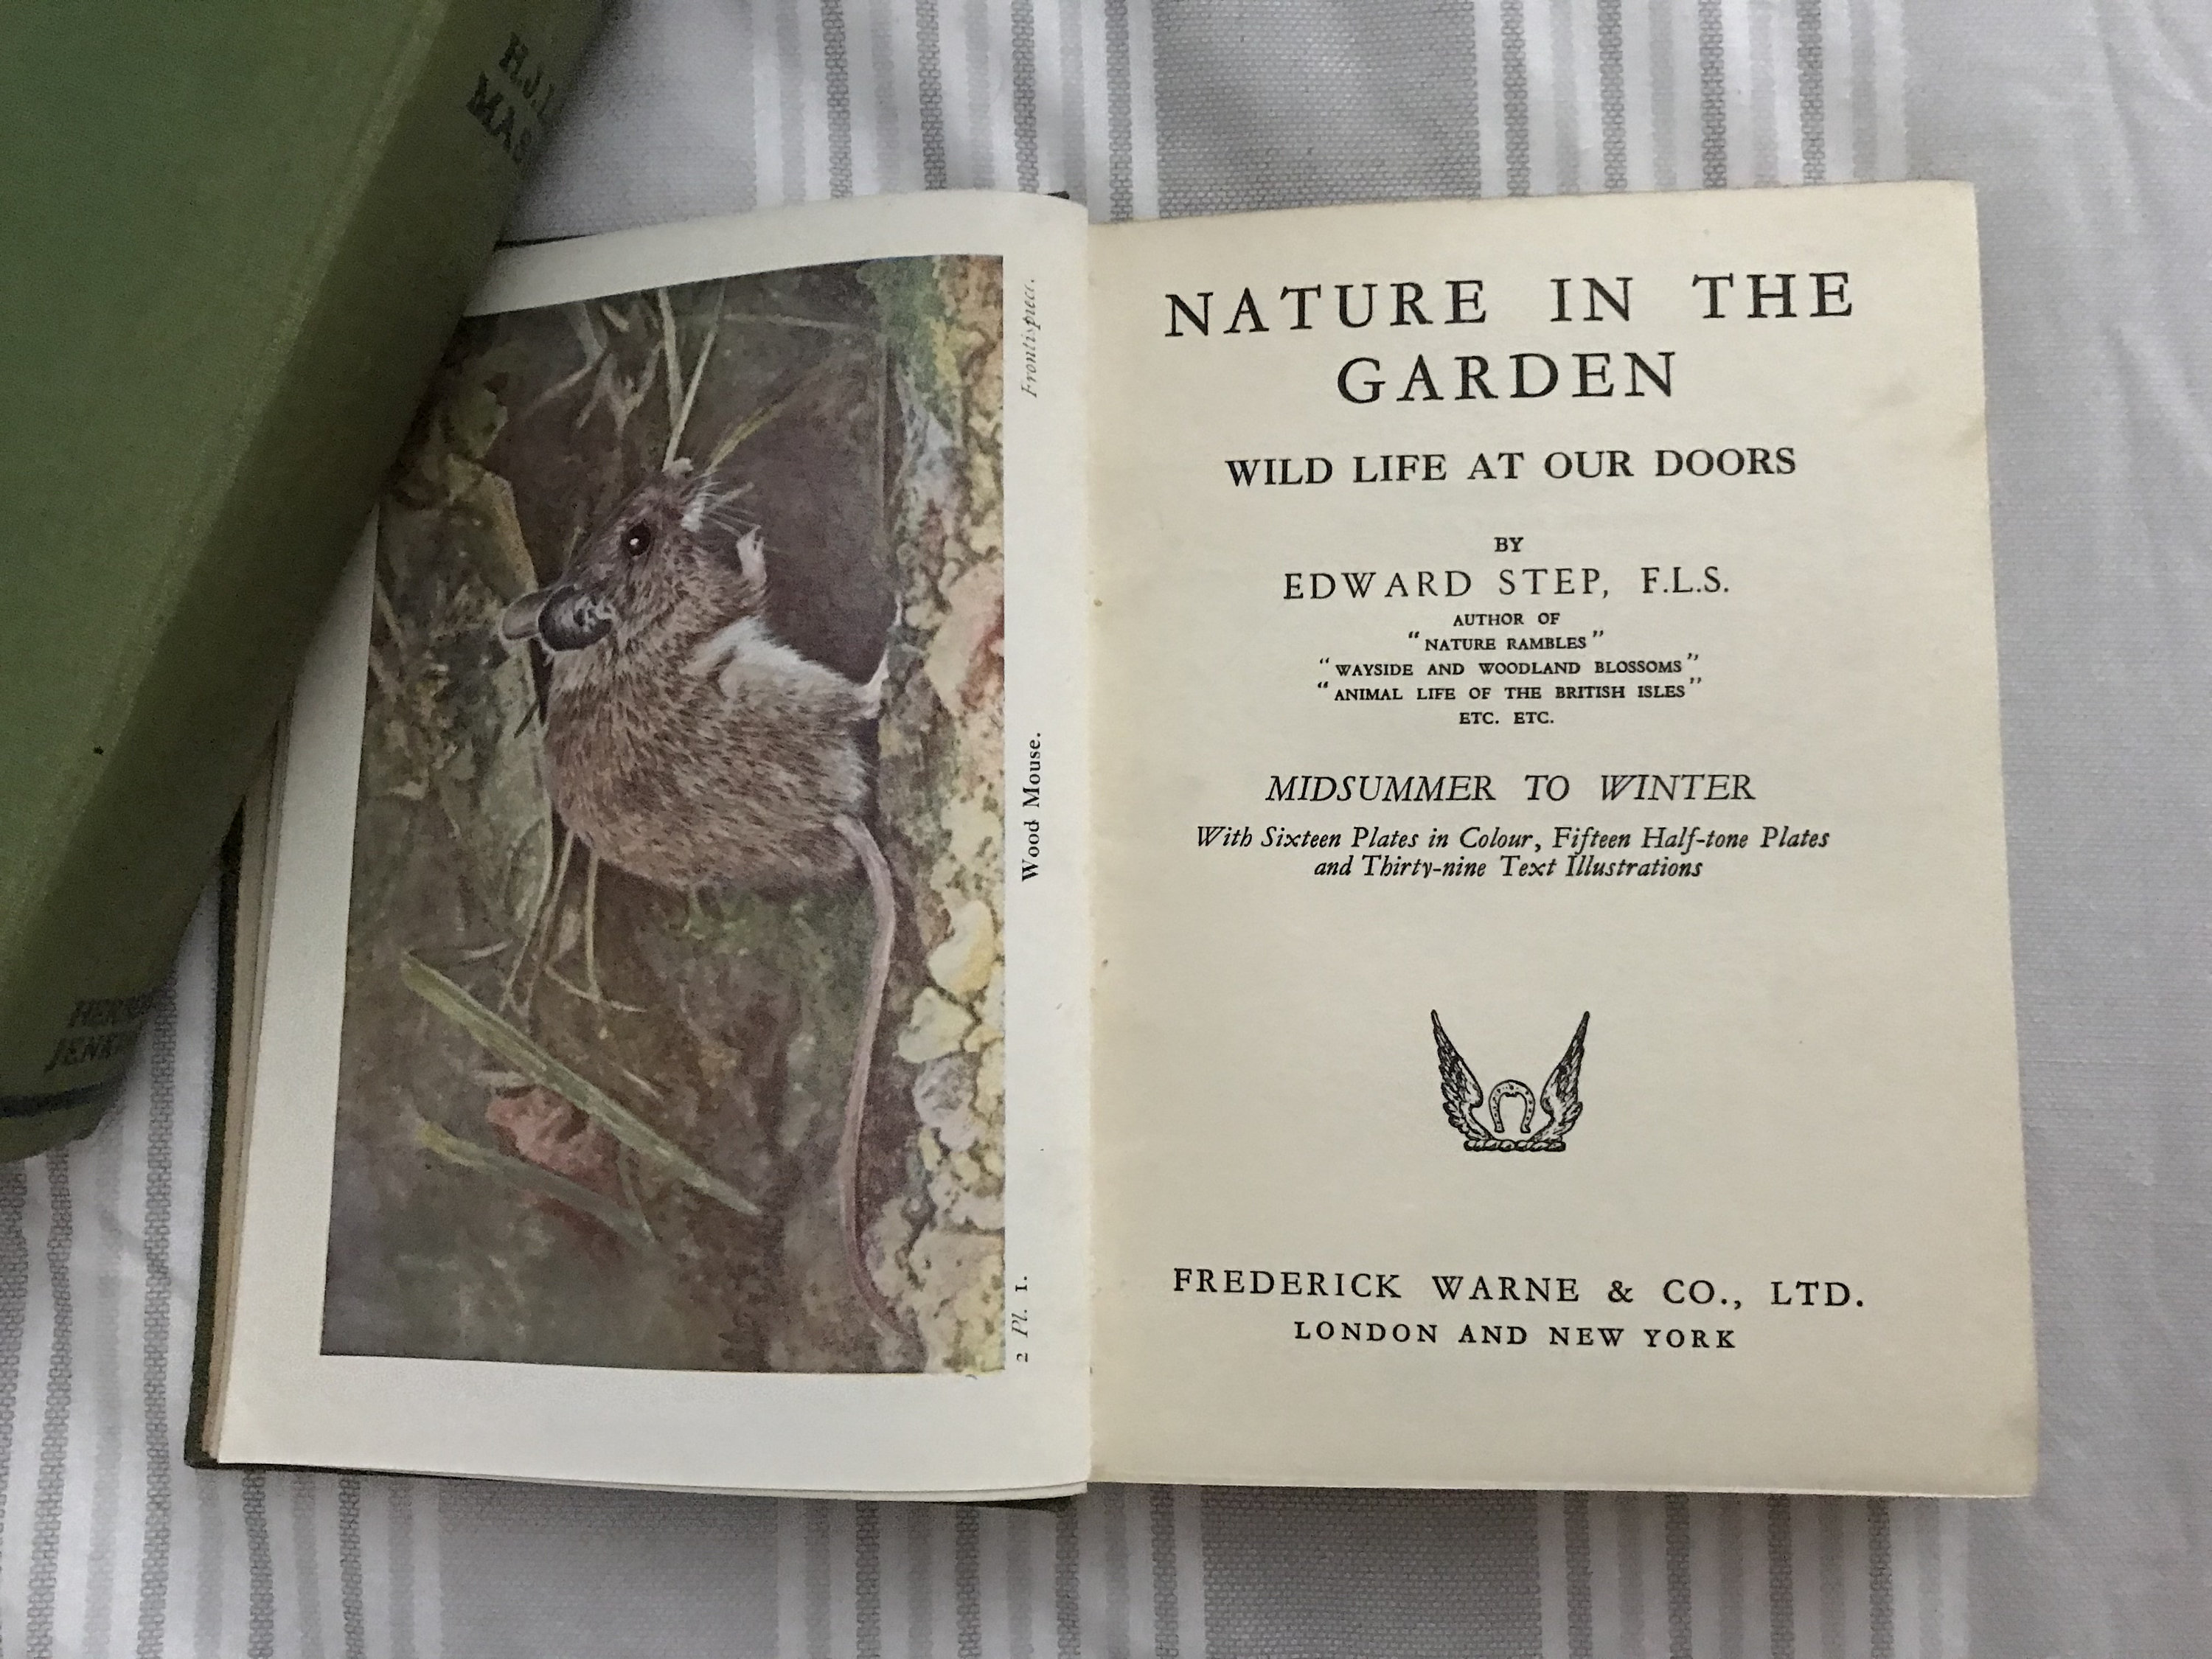 H.J.
Frontispiece.
Wood Mouse.
2 Pl. 1.
NATURE IN THE
GARDEN
WILD LIFE AT OUR DOORS
BY
EDWARD STEP, F.L.S.
AUTHOR OF
“NATURE RAMBLES”
“WAYSIDE AND WOODLAND BLOSSOMS”
“ANIMAL LIFE OF THE BRITISH ISLES”
ETC. ETC.
MIDSUMMER TO WINTER
With Sixteen Plates in Colour, Fifteen Half-tone Plates
and Thirty-nine Text Illustrations
FREDERICK WARNE & CO., LTD.
LONDON AND NEW YORK